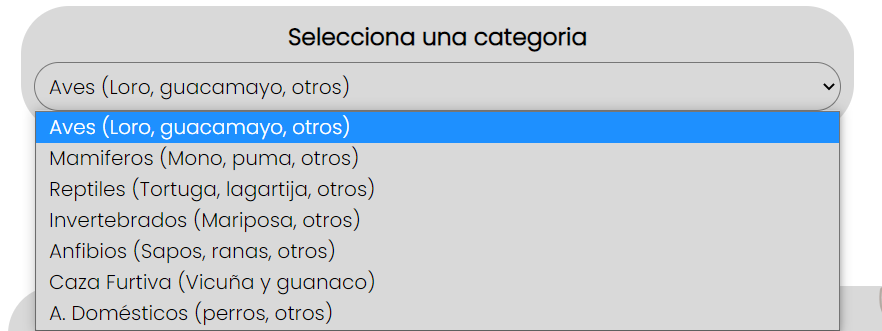 Selecciona una categoria
Aves (Loro, guacamayo, otros)
Aves (Loro, guacamayo, otros)
Mamiferos (Mono, puma, otros)
Reptiles (Tortuga, lagartija, otros)
Invertebrados (Mariposa, otros)
Anfibios (Sapos, ranas, otros)
Caza Furtiva (Vicuña y guanaco)
A. Domésticos (perros, otros)